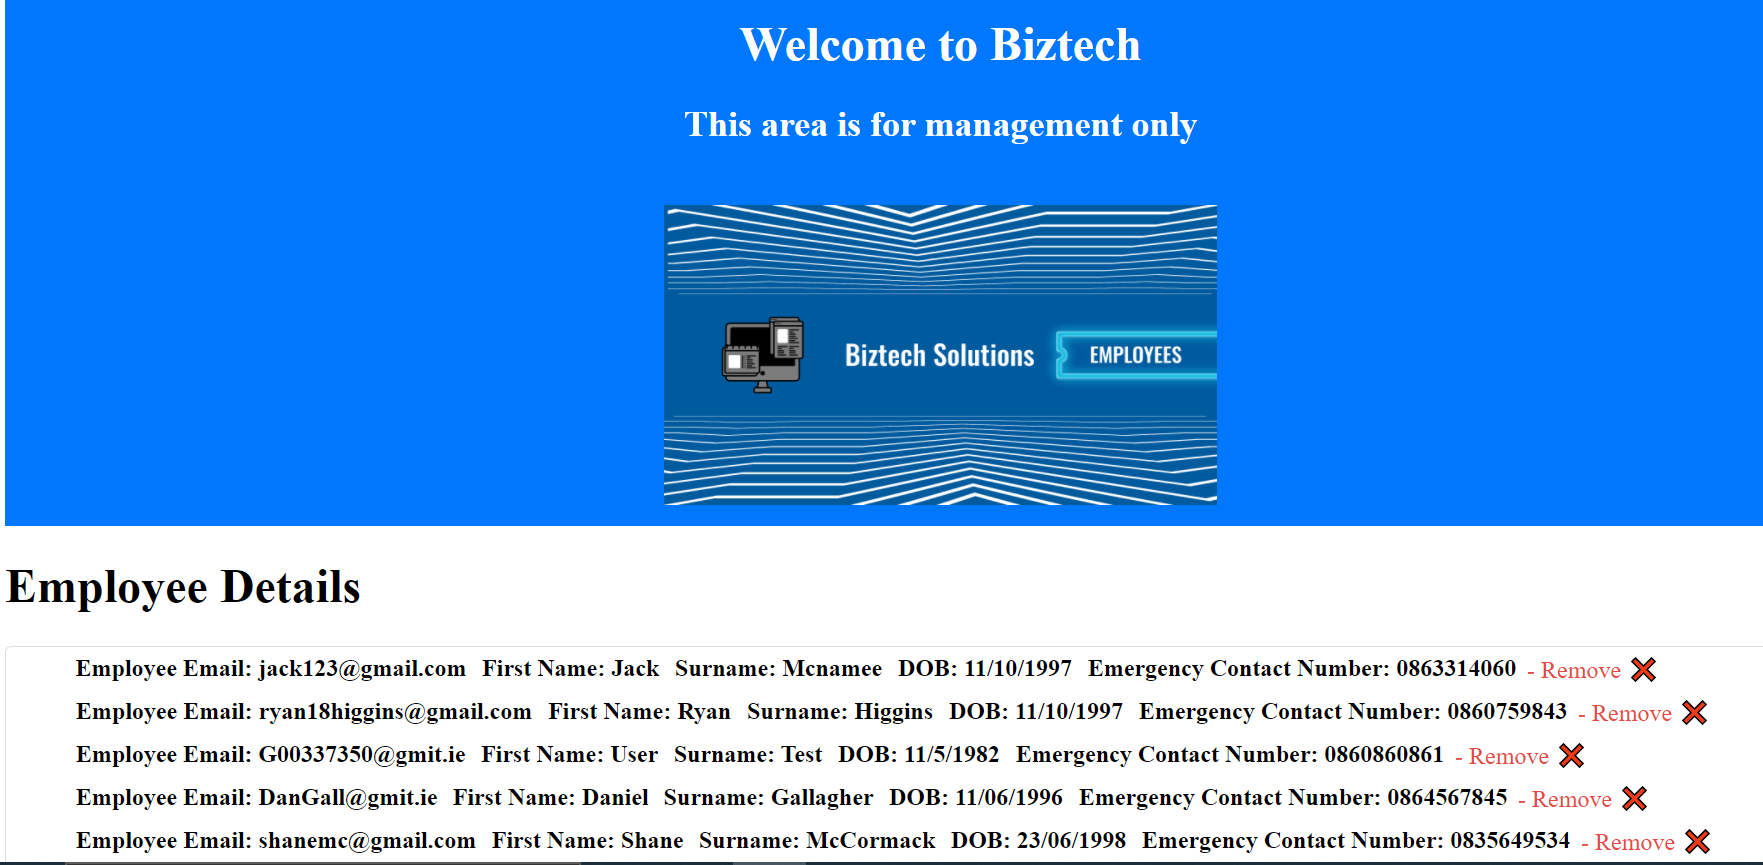 Welcome to Biztech
This area is for management only
Biztech Solutions EMPLOYEES
Employee Details
Employee Email: jack123@gmail.com First Name: Jack Surname: Mcnamee DOB: 11/10/1997 Emergency Contact Number: 0863314060 - Remove ❌
Employee Email: ryan18higgins@gmail.com First Name: Ryan Surname: Higgins DOB: 11/10/1997 Emergency Contact Number: 0860759843 - Remove ❌
Employee Email: G00337350@gmit.ie First Name: User Surname: Test DOB: 11/5/1982 Emergency Contact Number: 0860860861 - Remove ❌
Employee Email: DanGall@gmit.ie First Name: Daniel Surname: Gallagher DOB: 11/06/1996 Emergency Contact Number: 0864567845 - Remove ❌
Employee Email: shanemc@gmail.com First Name: Shane Surname: McCormack DOB: 23/06/1998 Emergency Contact Number: 0835649534 - Remove ❌